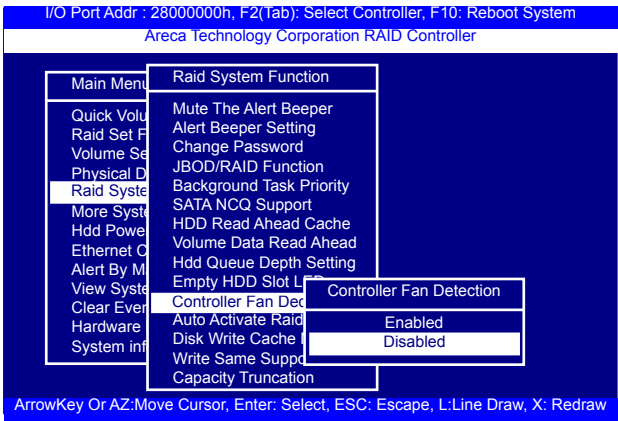 I/O Port Addr : 28000000h, F2(Tab): Select Controller, F10: Reboot System
Areca Technology Corporation RAID Controller
Main Menu
Quick Volu
Raid Set F
Volume Se
Physical D
Raid Syste
More Syste
Hdd Powe
Ethernet C
Alert By M
View Syste
Clear Even
Hardware
System inf
Raid System Function
Mute The Alert Beeper
Alert Beeper Setting
Change Password
JBOD/RAID Function
Background Task Priority
SATA NCQ Support
HDD Read Ahead Cache
Volume Data Read Ahead
Hdd Queue Depth Setting
Empty HDD Slot LED
Controller Fan Dec
Auto Activate Raid
Disk Write Cache
Write Same Suppo
Capacity Truncation
Controller Fan Detection
Enabled
Disabled
ArrowKey Or AZ:Move Cursor, Enter: Select, ESC: Escape, L:Line Draw, X: Redraw